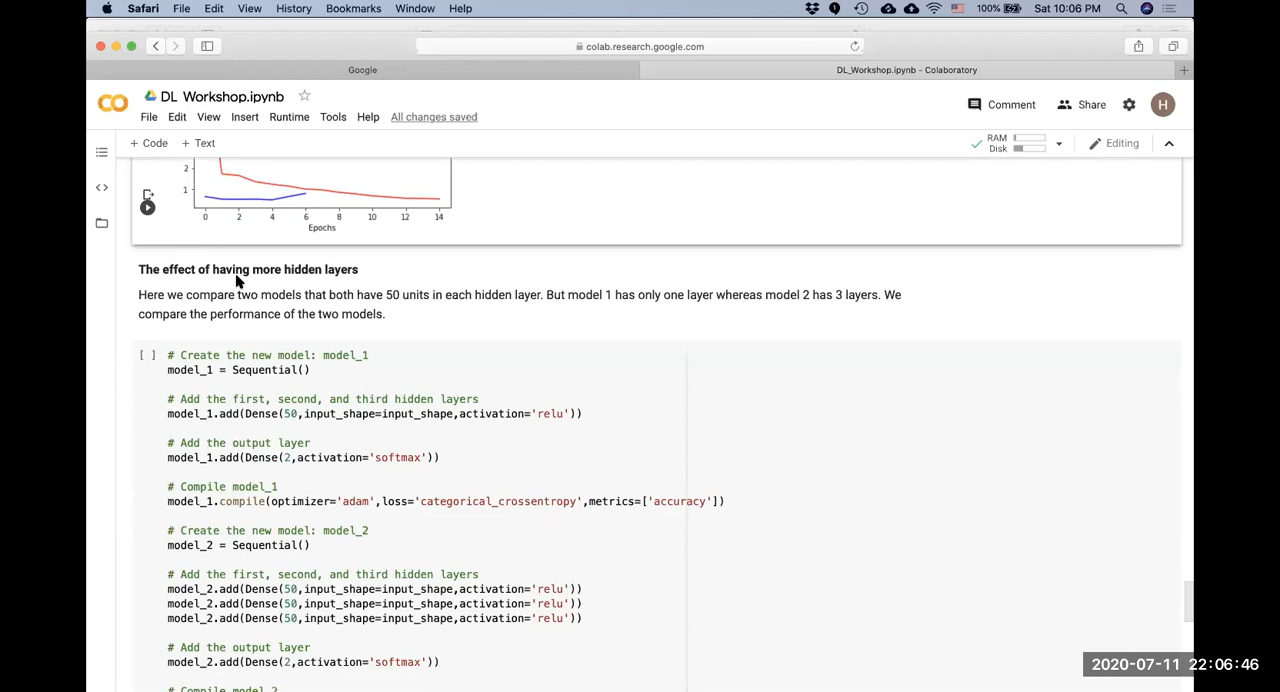 Safari File Edit View History Bookmarks Window Help 100% Sat 10:06 PM
colab.research.google.com
Google DL_Workshop.ipynb - Colaboratory
DL Workshop.ipynb
File Edit View Insert Runtime Tools Help All changes saved
Comment Share H
+ Code + Text RAM Disk Editing
2
1
0 2 4 6 8 10 12 14
Epochs
The effect of having more hidden layers
Here we compare two models that both have 50 units in each hidden layer. But model 1 has only one layer whereas model 2 has 3 layers. We
compare the performance of the two models.
[ ] # Create the new model: model_1
model_1 = Sequential()
# Add the first, second, and third hidden layers
model_1.add(Dense(50,input_shape=input_shape,activation='relu'))
# Add the output layer
model_1.add(Dense(2,activation='softmax'))
# Compile model_1
model_1.compile(optimizer='adam',loss='categorical_crossentropy',metrics=['accuracy'])
# Create the new model: model_2
model_2 = Sequential()
# Add the first, second, and third hidden layers
model_2.add(Dense(50,input_shape=input_shape,activation='relu'))
model_2.add(Dense(50,input_shape=input_shape,activation='relu'))
model_2.add(Dense(50,input_shape=input_shape,activation='relu'))
# Add the output layer
model_2.add(Dense(2,activation='softmax'))
# Compile model_2
2020-07-11 22:06:46